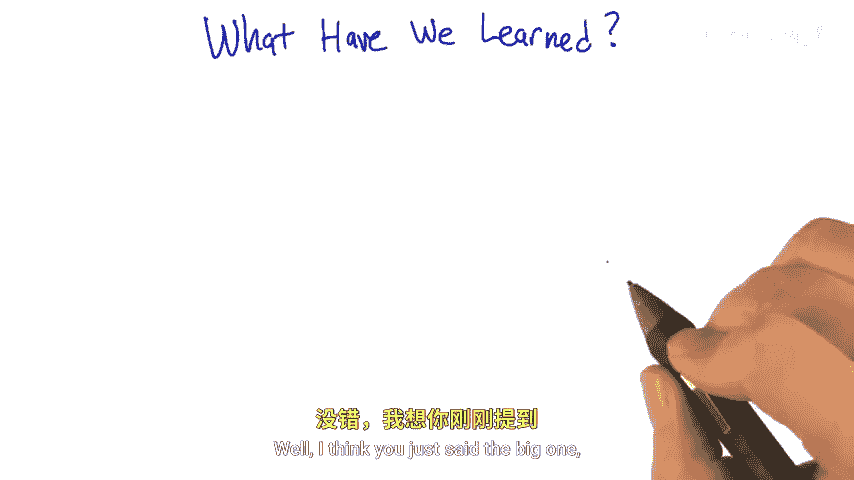 What Have We Learned?
没错，我想你刚刚提到
Well, I think you just said the big one,